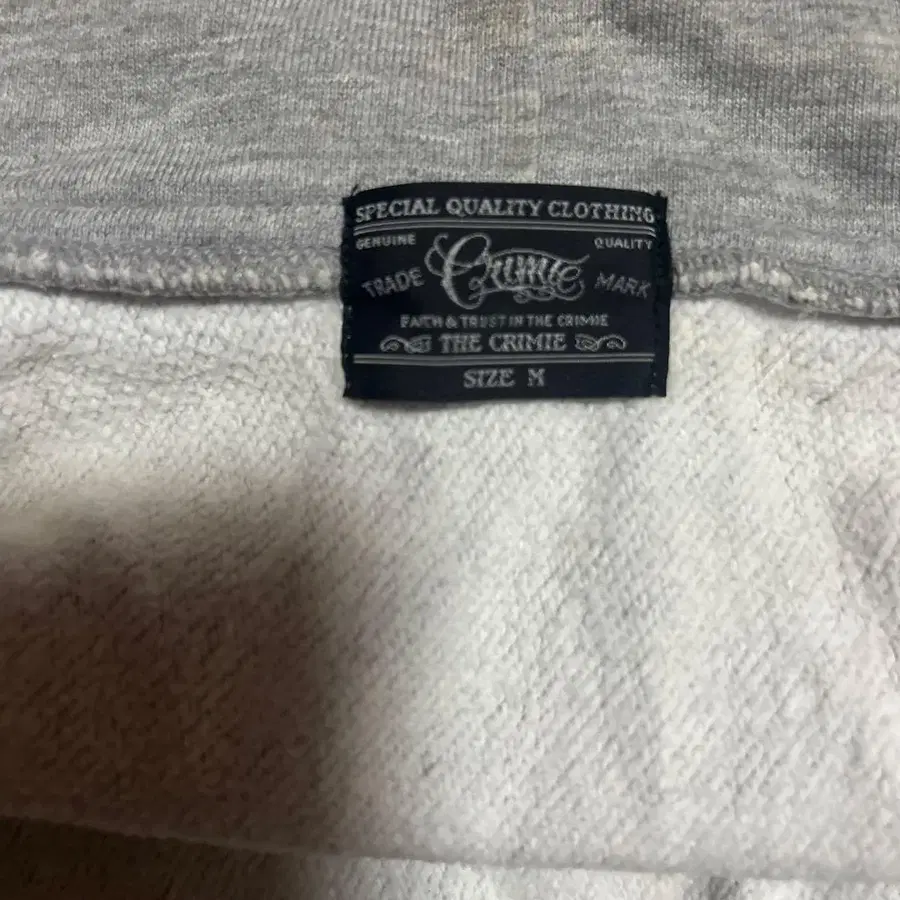 SPECIAL QUALITY CLOTHING
GENUINE QUALITY
TRADE Crimie MARK
FAITH & TRUST IN THE CRIMIE
THE CRIMIE
SIZE M